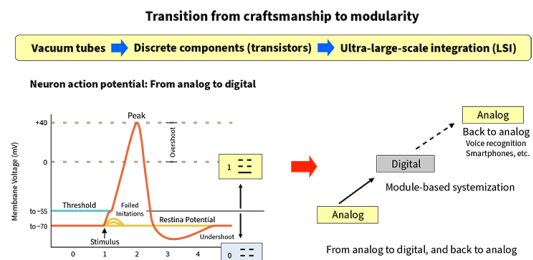 Transition from craftsmanship to modularity
Vacuum tubes Discrete components (transistors) Ultra-large-scale integration (LSI)
Neuron action potential: From analog to digital
Membrane Voltage (mV)
+40
0
to −55
to −70
Peak
Overshoot
Threshold
Failed
Initations
Restina Potential
Stimulus
Undershoot
0 1 2 3 4
1
0
Analog
Back to analog
Voice recognition
Smartphones, etc.
Digital
Module-based systemization
Analog
From analog to digital, and back to analog